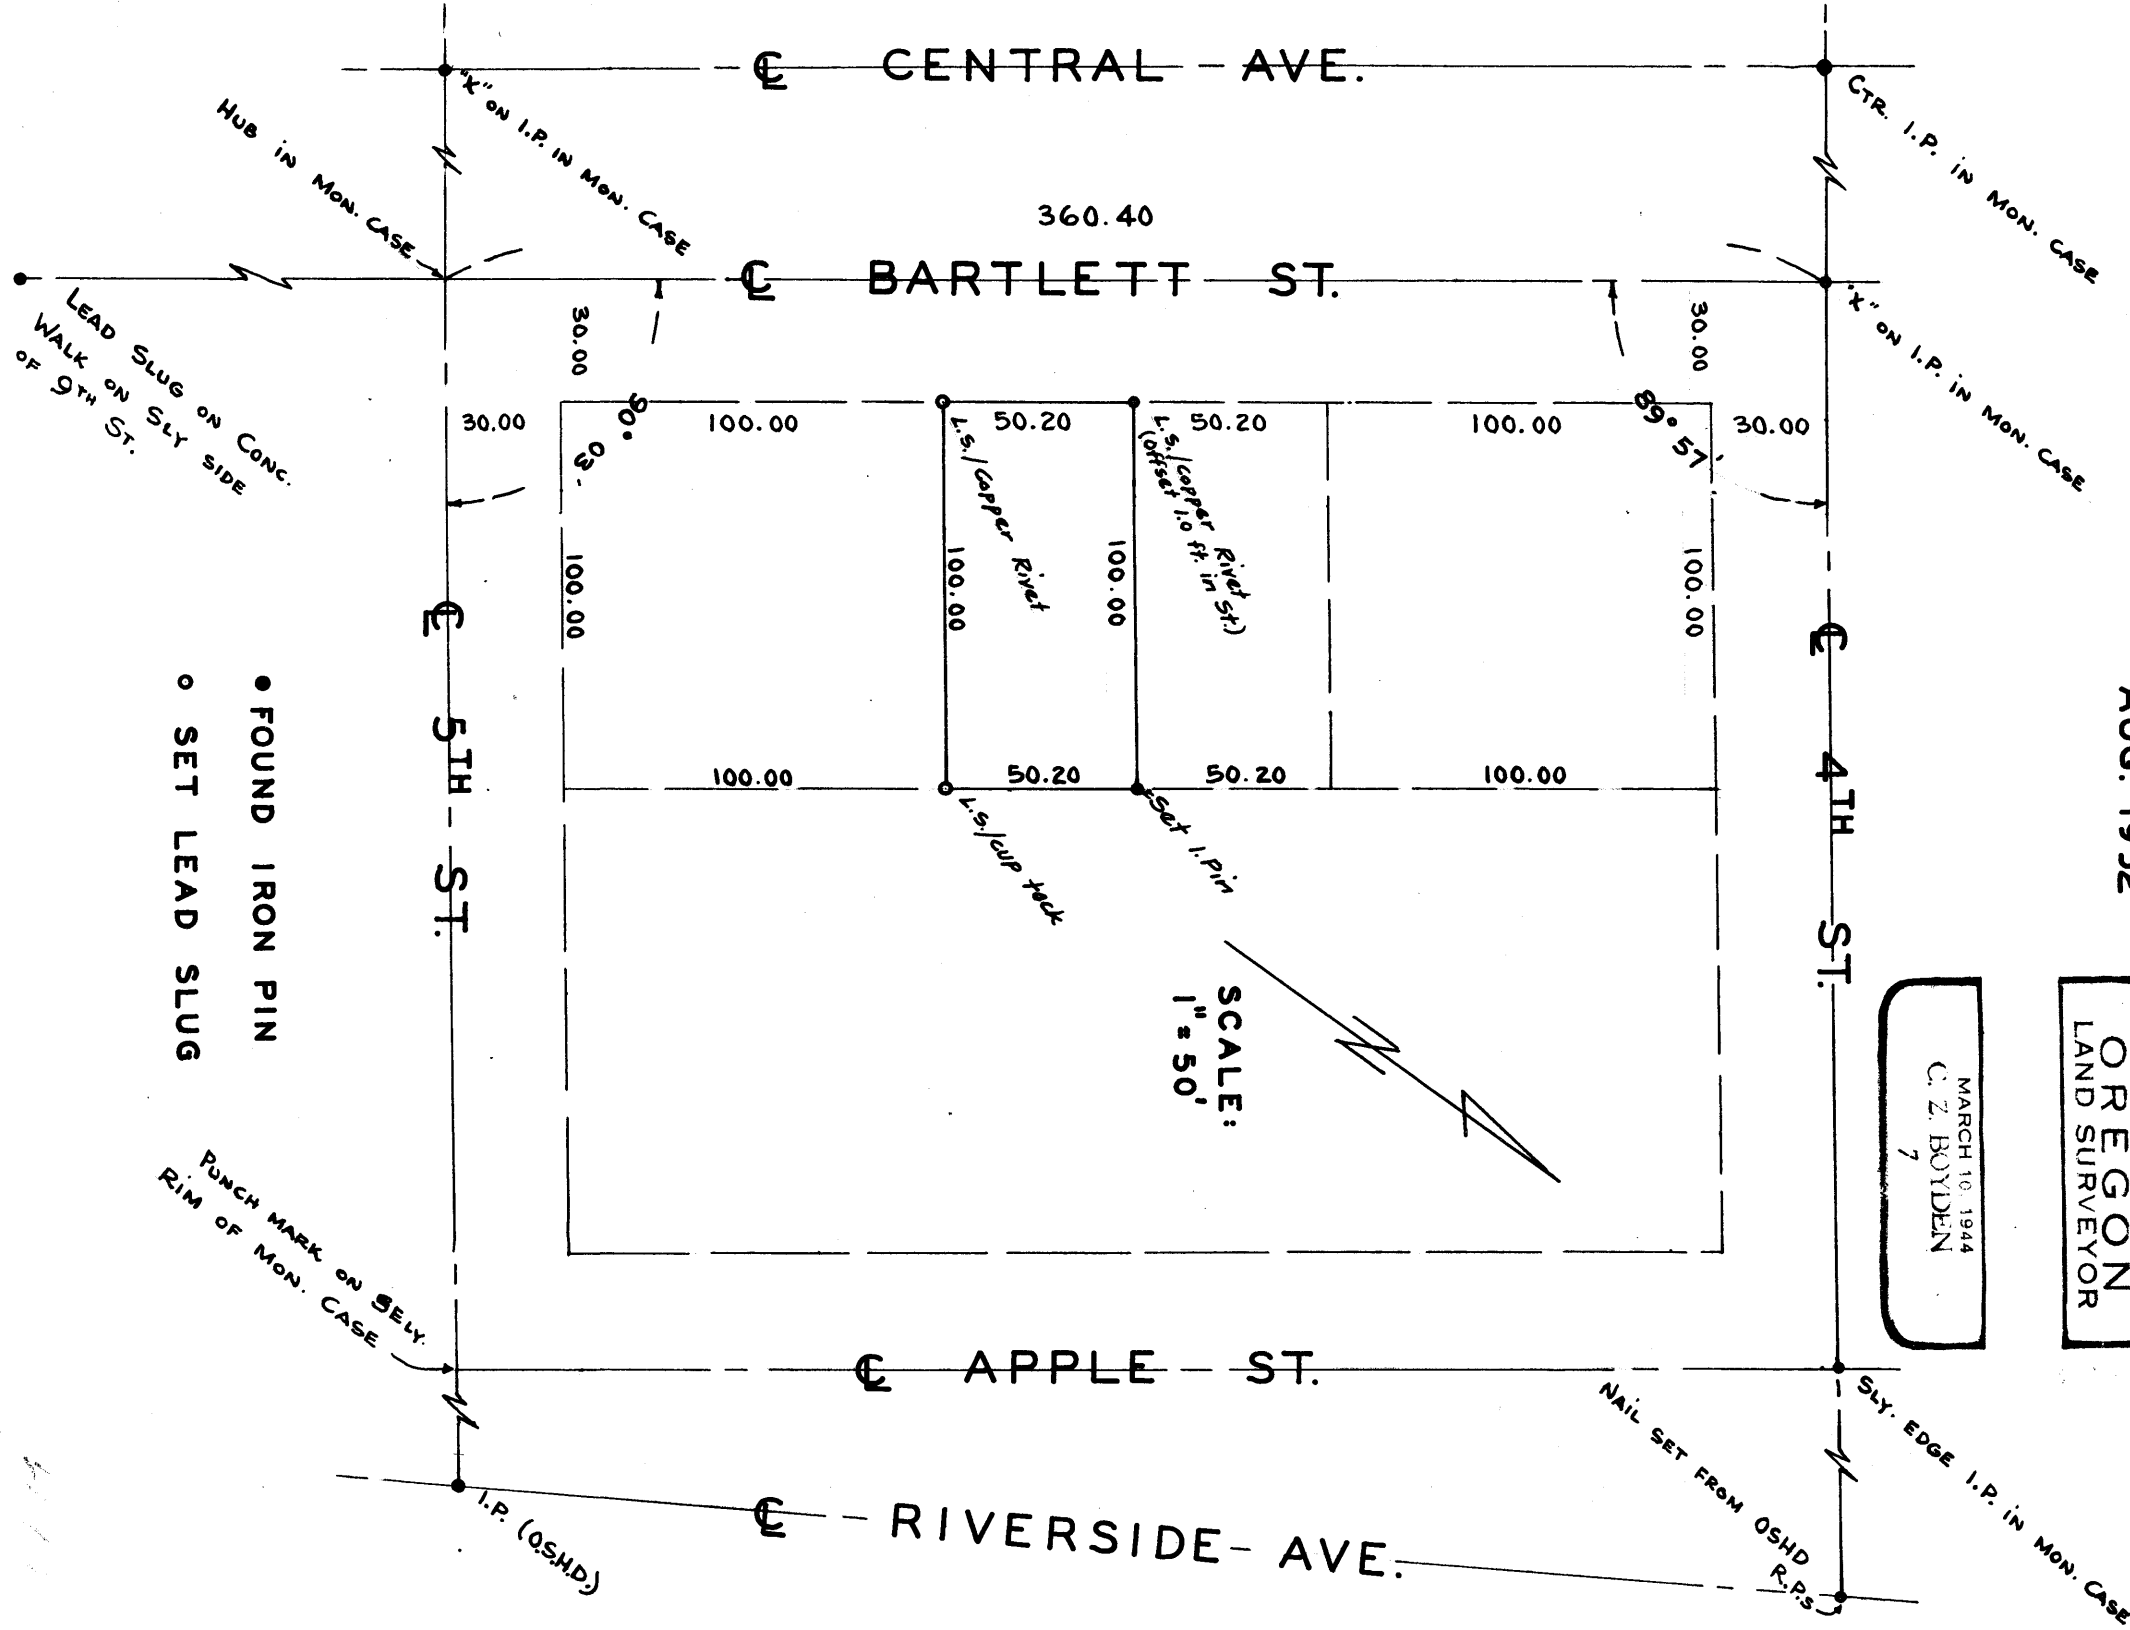 ℄ CENTRAL AVE.
"X" ON I.P. IN MON. CASE
CTR. I.P. IN MON. CASE
HUB IN MON. CASE
360.40
℄ BARTLETT ST.
"X" ON I.P. IN MON. CASE
LEAD SLUG ON CONC.
WALK ON SLY SIDE
OF 9TH ST.
30.00
30.00
30.00
90° 03'
100.00
50.20
50.20
100.00
89° 57'
30.00
L.S./Copper Rivet
L.S./Copper Rivet
(offset 1.0 ft. in St.)
100.00
100.00
100.00
100.00
℄ 5TH ST.
℄ 4TH ST.
100.00
50.20
50.20
100.00
L.S./CUP tack
Set I. Pin
● FOUND IRON PIN
○ SET LEAD SLUG
SCALE:
1" = 50'
N
OREGON
LAND SURVEYOR
MARCH 10, 1944
C. Z. BOYDEN
7
PUNCH MARK ON SELY.
RIM OF MON. CASE
℄ APPLE ST.
SLY. EDGE I.P. IN MON. CASE
NAIL SET FROM OSHD
R.P.s
I.P. (O.S.H.D.)
℄ RIVERSIDE AVE.